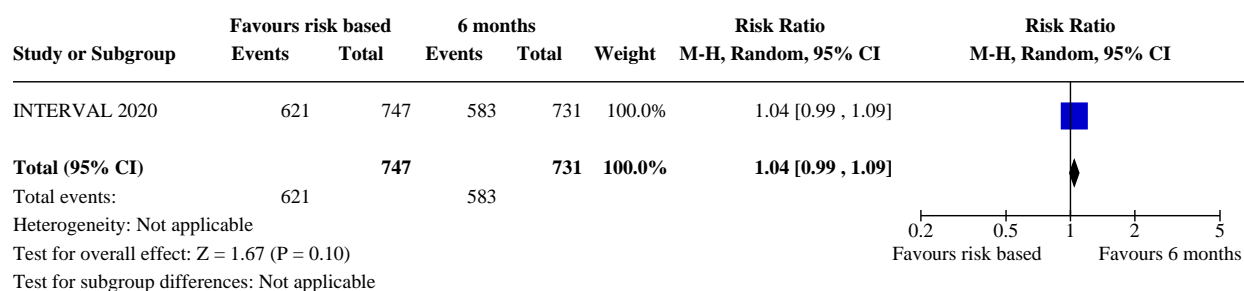 Favours risk based 6 months Risk Ratio Risk Ratio
Study or Subgroup Events Total Events Total Weight M-H, Random, 95% CI M-H, Random, 95% CI
INTERVAL 2020 621 747 583 731 100.0% 1.04 [0.99 , 1.09]
Total (95% CI) 747 731 100.0% 1.04 [0.99 , 1.09]
Total events: 621 583
Heterogeneity: Not applicable
0.2 0.5 1 2 5
Test for overall effect: Z = 1.67 (P = 0.10) Favours risk based Favours 6 months
Test for subgroup differences: Not applicable